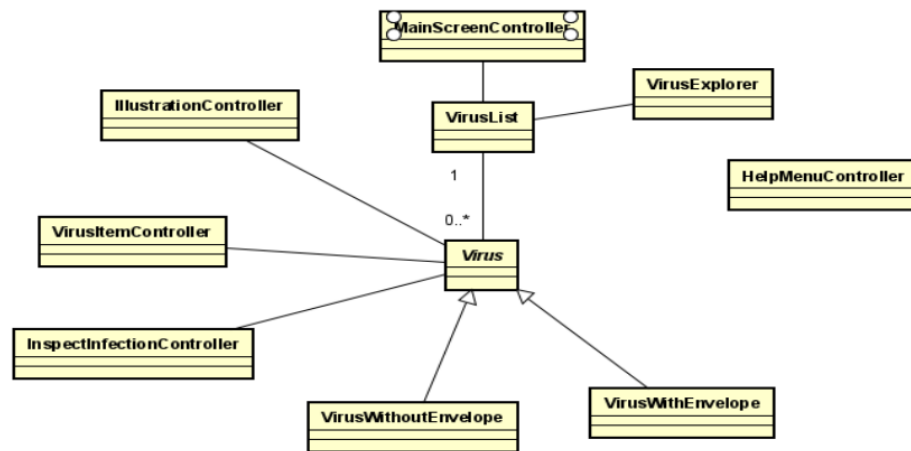 MainScreenController
VirusExplorer
IllustrationController
VirusList
HelpMenuController
1
0..*
VirusItemController
Virus
InspectInfectionController
VirusWithEnvelope
VirusWithoutEnvelope